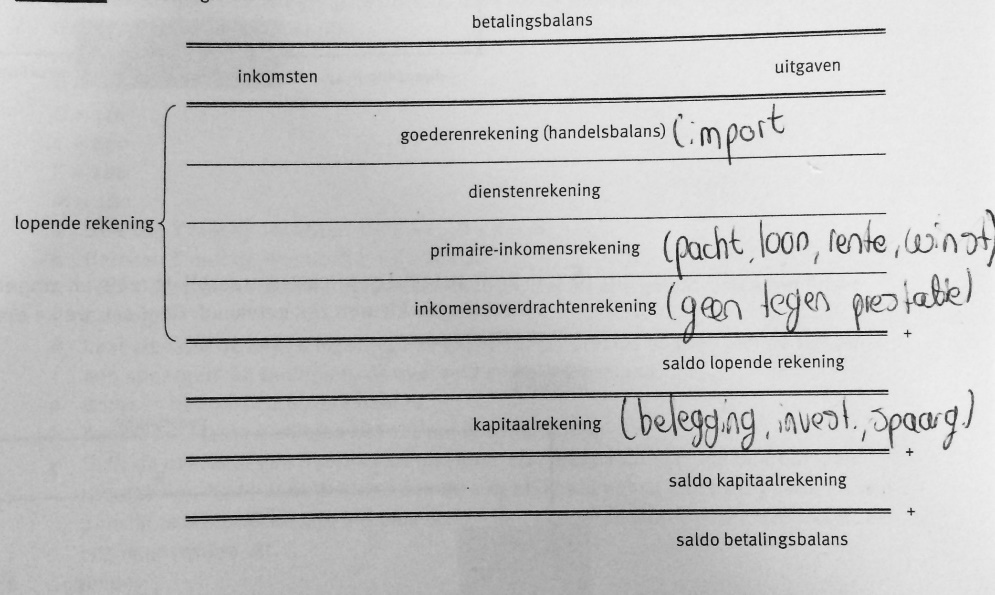 betalingsbalans
inkomsten uitgaven
goederenrekening (handelsbalans) (import
dienstenrekening
lopende rekening
primaire-inkomensrekening (pacht, loon, rente, winst)
inkomensoverdrachtenrekening (geen tegen prestatie)
+
saldo lopende rekening
kapitaalrekening (belegging, invest., spaarg.)
+
saldo kapitaalrekening
+
saldo betalingsbalans